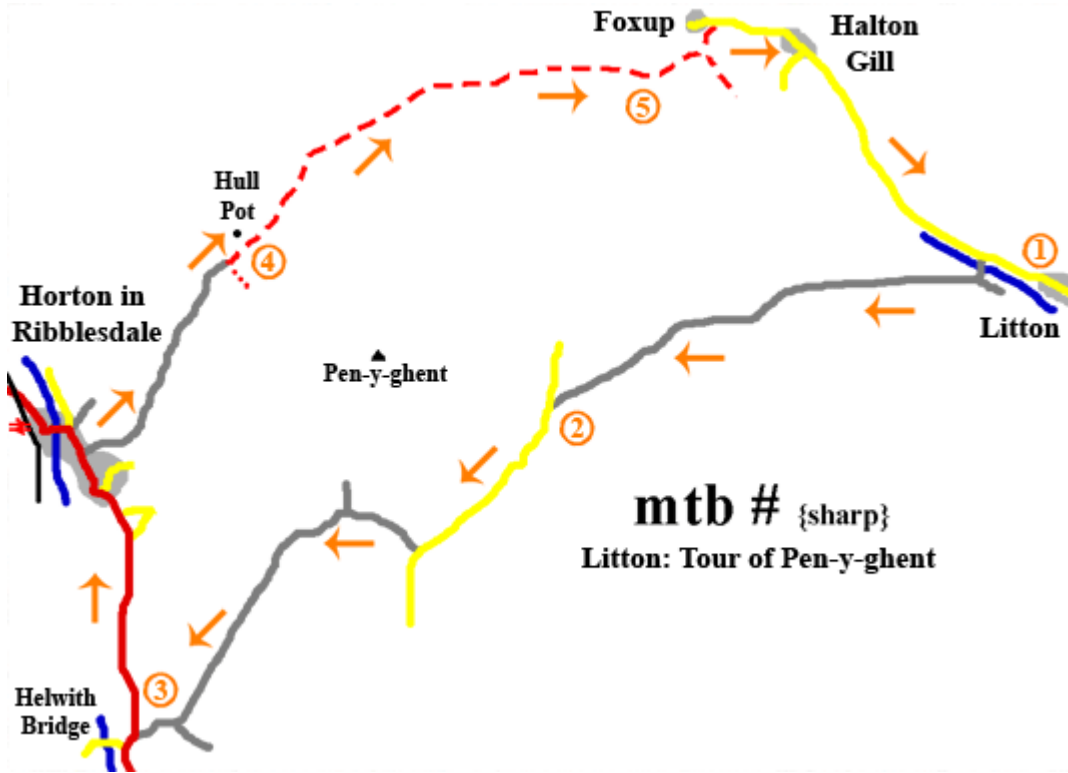 Foxup
Halton
Gill
5
Hull
Pot
4
1
Horton in
Ribblesdale
Litton
Pen-y-ghent
2
mtb # {sharp}
Litton: Tour of Pen-y-ghent
3
Helwith
Bridge